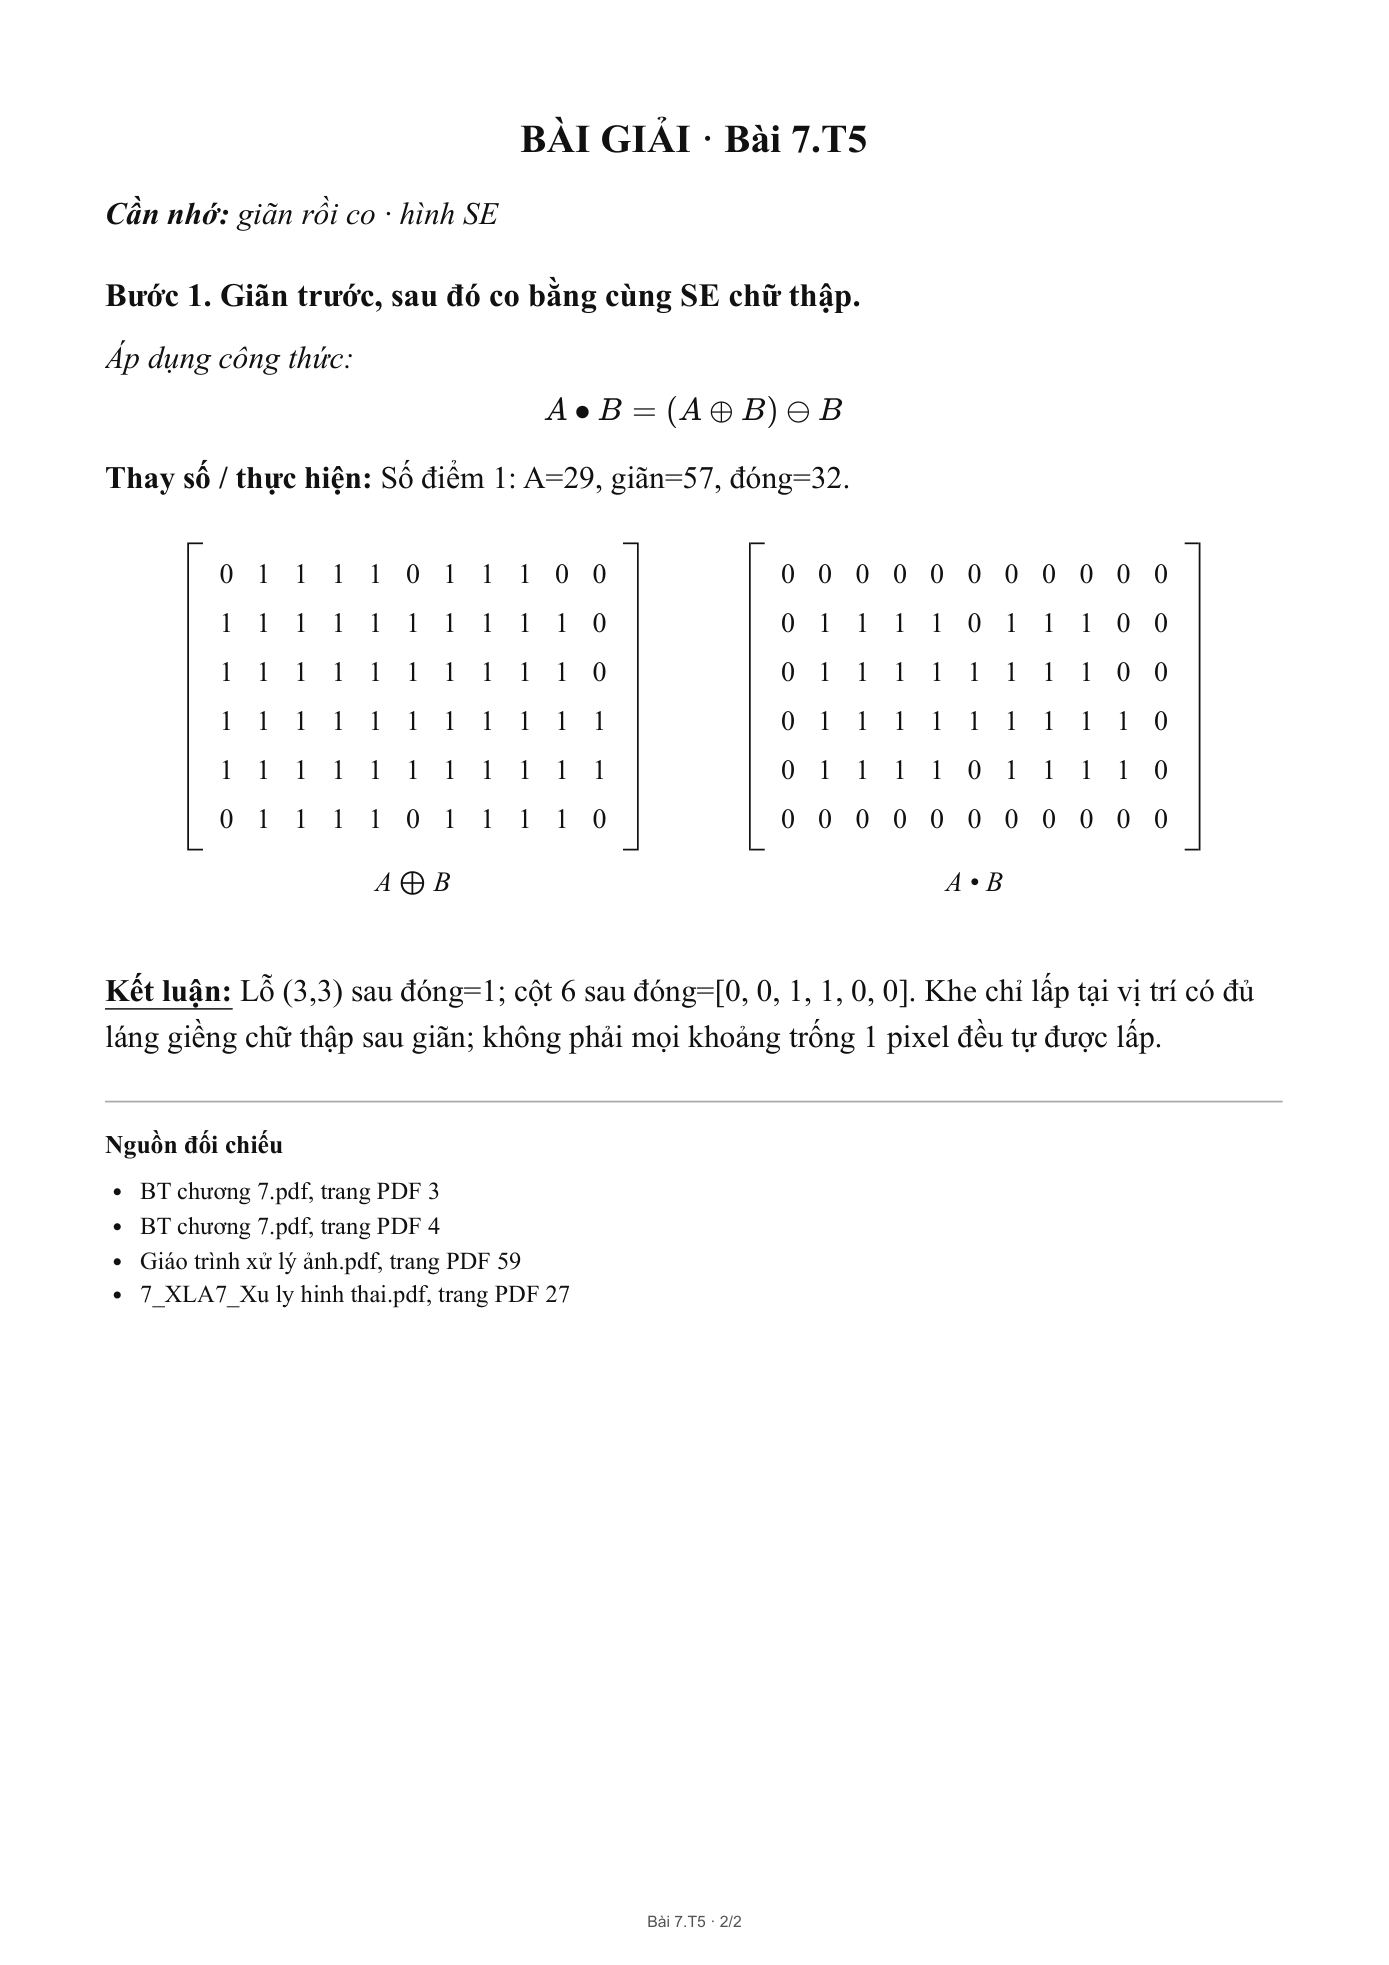 BÀI GIẢI · Bài 7.T5
Cần nhớ: giãn rồi co · hình SE
Bước 1. Giãn trước, sau đó co bằng cùng SE chữ thập.
Áp dụng công thức:
A • B = (A ⊕ B) ⊖ B
Thay số / thực hiện: Số điểm 1: A=29, giãn=57, đóng=32.
0 1 1 1 1 0 1 1 1 0 0
1 1 1 1 1 1 1 1 1 1 0
1 1 1 1 1 1 1 1 1 1 0
1 1 1 1 1 1 1 1 1 1 1
1 1 1 1 1 1 1 1 1 1 1
0 1 1 1 1 0 1 1 1 1 0
A ⊕ B
0 0 0 0 0 0 0 0 0 0 0
0 1 1 1 1 0 1 1 1 0 0
0 1 1 1 1 1 1 1 1 0 0
0 1 1 1 1 1 1 1 1 1 0
0 1 1 1 1 0 1 1 1 1 0
0 0 0 0 0 0 0 0 0 0 0
A • B
Kết luận: Lỗ (3,3) sau đóng=1; cột 6 sau đóng=[0, 0, 1, 1, 0, 0]. Khe chỉ lấp tại vị trí có đủ
láng giềng chữ thập sau giãn; không phải mọi khoảng trống 1 pixel đều tự được lấp.
Nguồn đối chiếu
• BT chương 7.pdf, trang PDF 3
• BT chương 7.pdf, trang PDF 4
• Giáo trình xử lý ảnh.pdf, trang PDF 59
• 7_XLA7_Xu ly hinh thai.pdf, trang PDF 27
Bài 7.T5 · 2/2